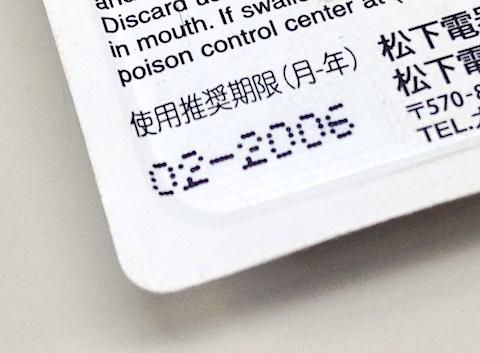 Discard
in mouth. If
poison control center at (
使用推奨期限(月-年)
02-2006
松下電
松下電
〒570-8
TEL.